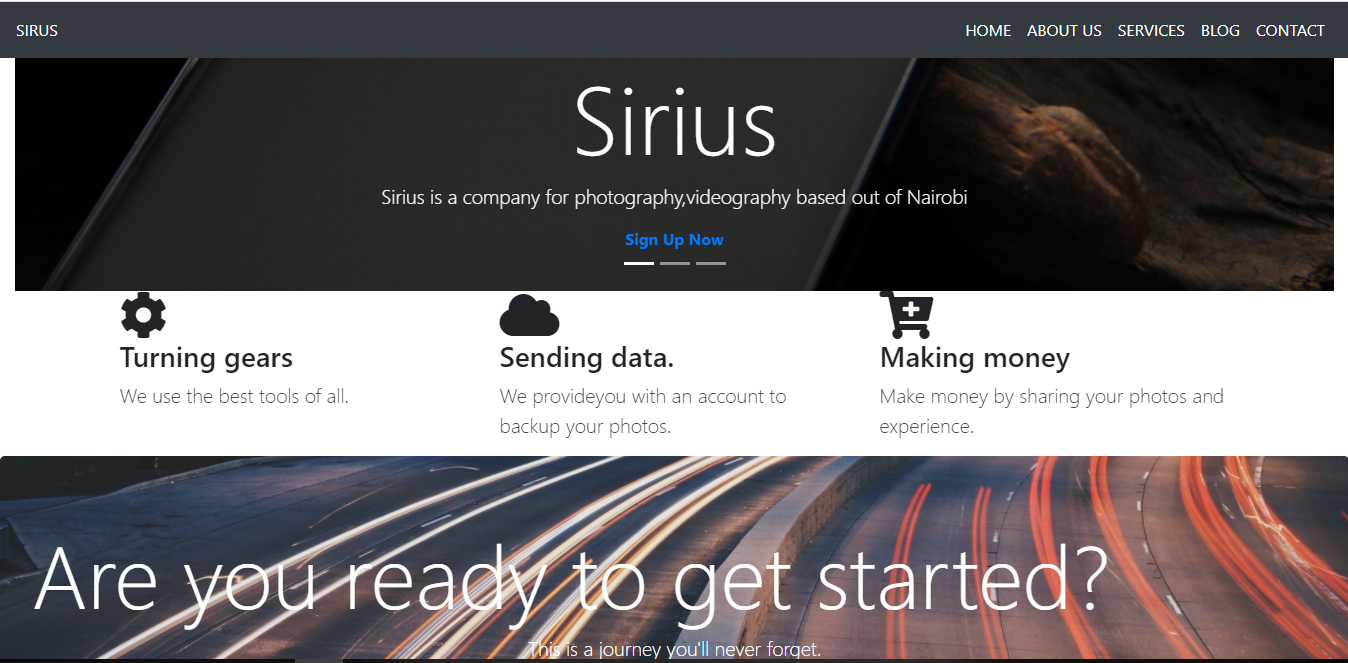 SIRUS
HOME ABOUT US SERVICES BLOG CONTACT
Sirius
Sirius is a company for photography,videography based out of Nairobi
Sign Up Now
Turning gears
We use the best tools of all.
Sending data.
We provideyou with an account to
backup your photos.
Making money
Make money by sharing your photos and
experience.
Are you ready to get started?
This is a journey you'll never forget.